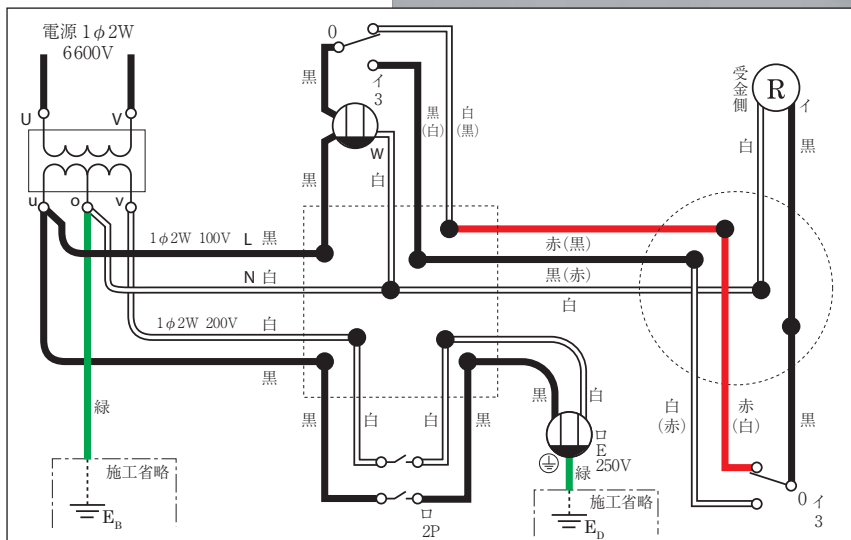 電源 1φ2W
6600V
U
V
u
o
v
1φ2W 100V
L 黒
N 白
1φ2W 200V
白
黒
緑
施工省略
E_B
0
イ
3
黒
黒
W
白
黒
(白)
白
(黒)
赤(黒)
黒(赤)
白
受金側
R
イ
白
黒
黒
白
白
黒
ロ
2P
黒
白
ロ
E
250V
緑
施工省略
E_D
白
(赤)
赤
(白)
黒
0
イ
3